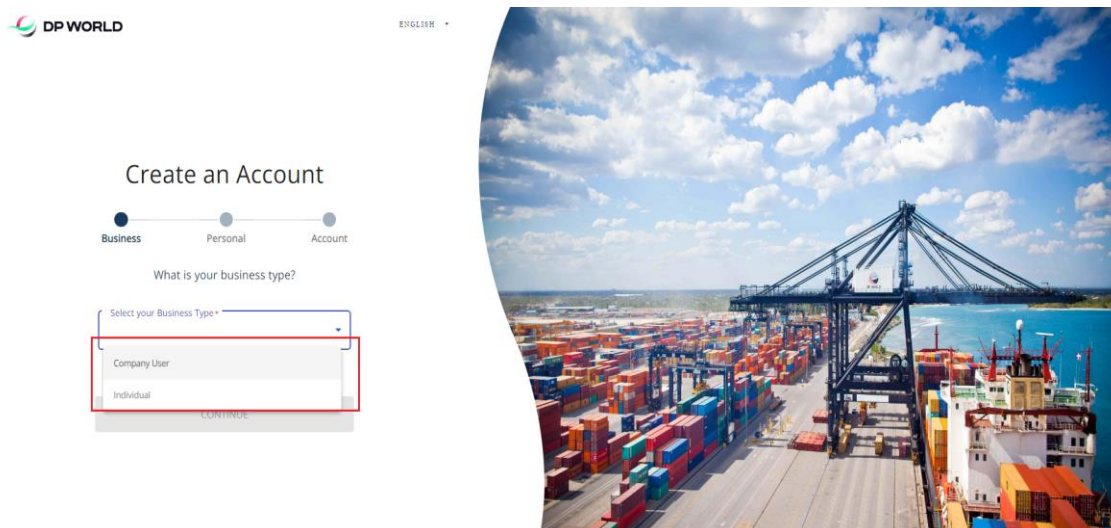 DP WORLD
ENGLISH
Create an Account
Business Personal Account
What is your business type?
Select your Business Type *
Company User
Individual
CONTINUE